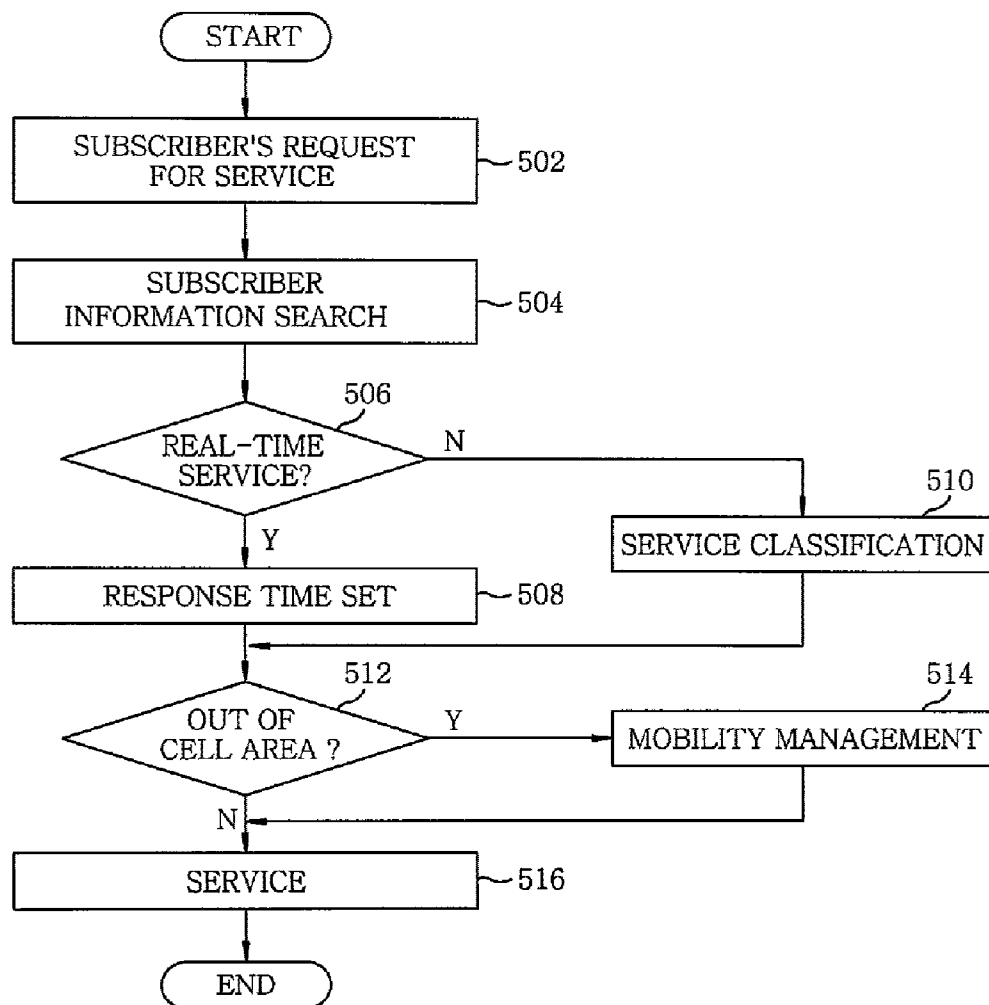 START
SUBSCRIBER'S REQUEST
FOR SERVICE
502
SUBSCRIBER
INFORMATION SEARCH
504
506
REAL-TIME
SERVICE?
N
Y
510
SERVICE CLASSIFICATION
RESPONSE TIME SET
508
512
OUT OF
CELL AREA ?
Y
514
MOBILITY MANAGEMENT
N
SERVICE
516
END